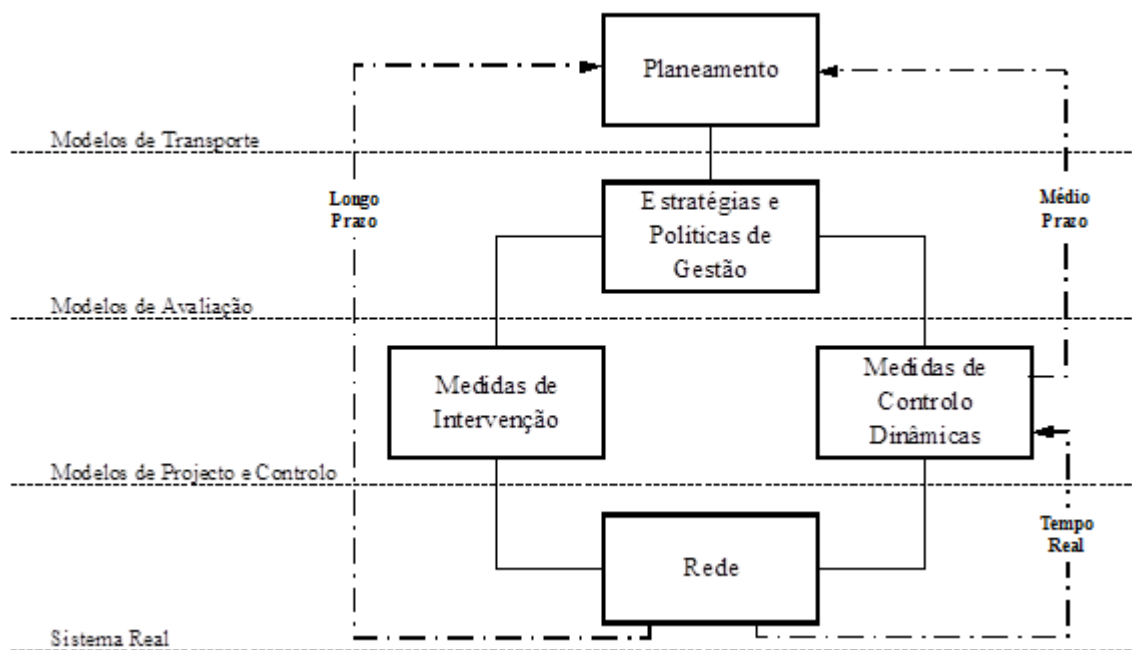 Planeamento
Modelos de Transporte
Longo
Prazo
Estratégias e
Politicas de
Gestão
Médio
Prazo
Modelos de Avaliação
Medidas de
Intervenção
Medidas de
Controlo
Dinâmicas
Modelos de Projecto e Controlo
Rede
Tempo
Real
Sistema Real